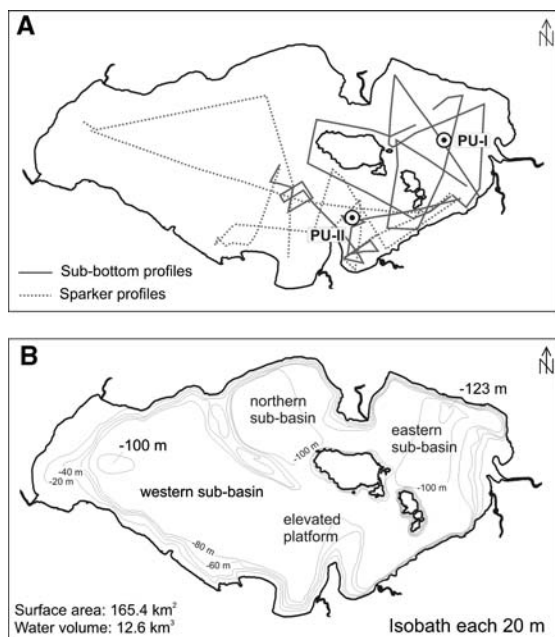 A
N
PU-I
PU-II
Sub-bottom profiles
Sparker profiles
B
N
-123 m
northern
sub-basin
eastern
sub-basin
-100 m
-100 m
-40 m
-20 m
-100 m
western sub-basin
elevated
platform
-80 m
-60 m
Surface area: 165.4 km²
Water volume: 12.6 km³
Isobath each 20 m